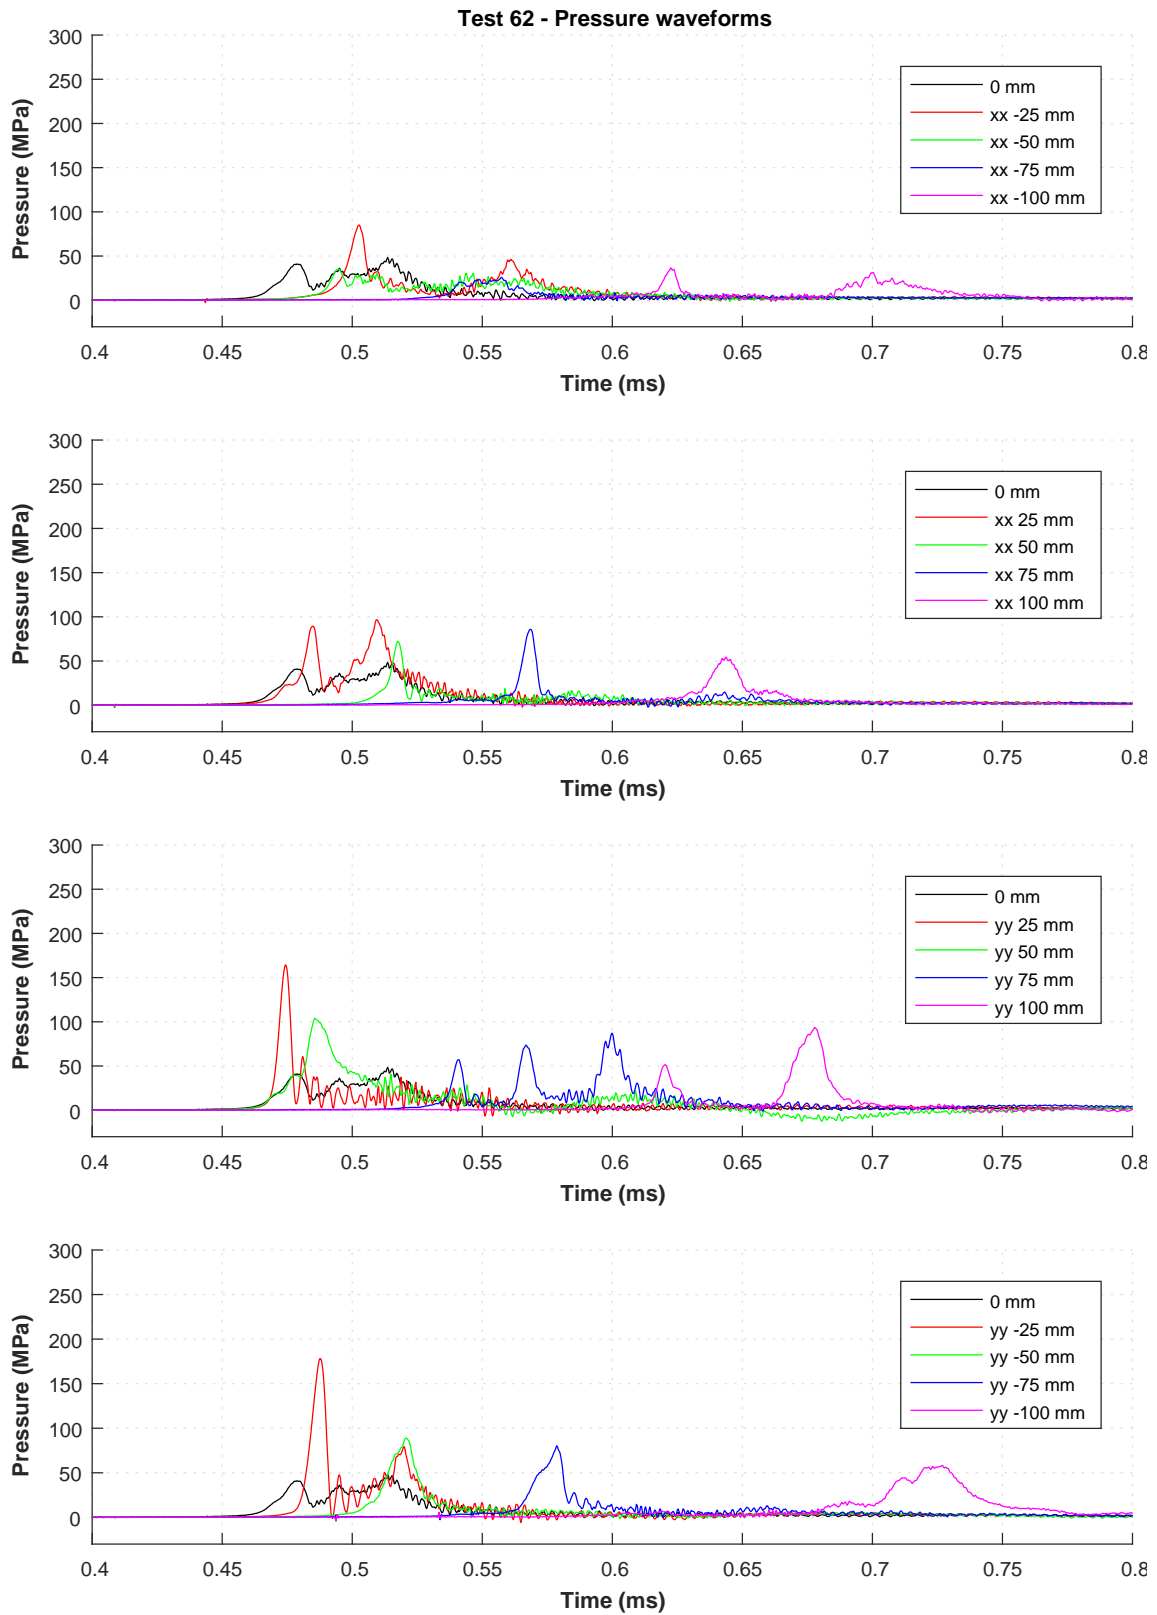 Test 62 - Pressure waveforms
300
250
200
150
100
50
0
Pressure (MPa)
0 mm
xx -25 mm
xx -50 mm
xx -75 mm
xx -100 mm
0.4 0.45 0.5 0.55 0.6 0.65 0.7 0.75 0.8
Time (ms)
300
250
200
150
100
50
0
Pressure (MPa)
0 mm
xx 25 mm
xx 50 mm
xx 75 mm
xx 100 mm
0.4 0.45 0.5 0.55 0.6 0.65 0.7 0.75 0.8
Time (ms)
300
250
200
150
100
50
0
Pressure (MPa)
0 mm
yy 25 mm
yy 50 mm
yy 75 mm
yy 100 mm
0.4 0.45 0.5 0.55 0.6 0.65 0.7 0.75 0.8
Time (ms)
300
250
200
150
100
50
0
Pressure (MPa)
0 mm
yy -25 mm
yy -50 mm
yy -75 mm
yy -100 mm
0.4 0.45 0.5 0.55 0.6 0.65 0.7 0.75 0.8
Time (ms)